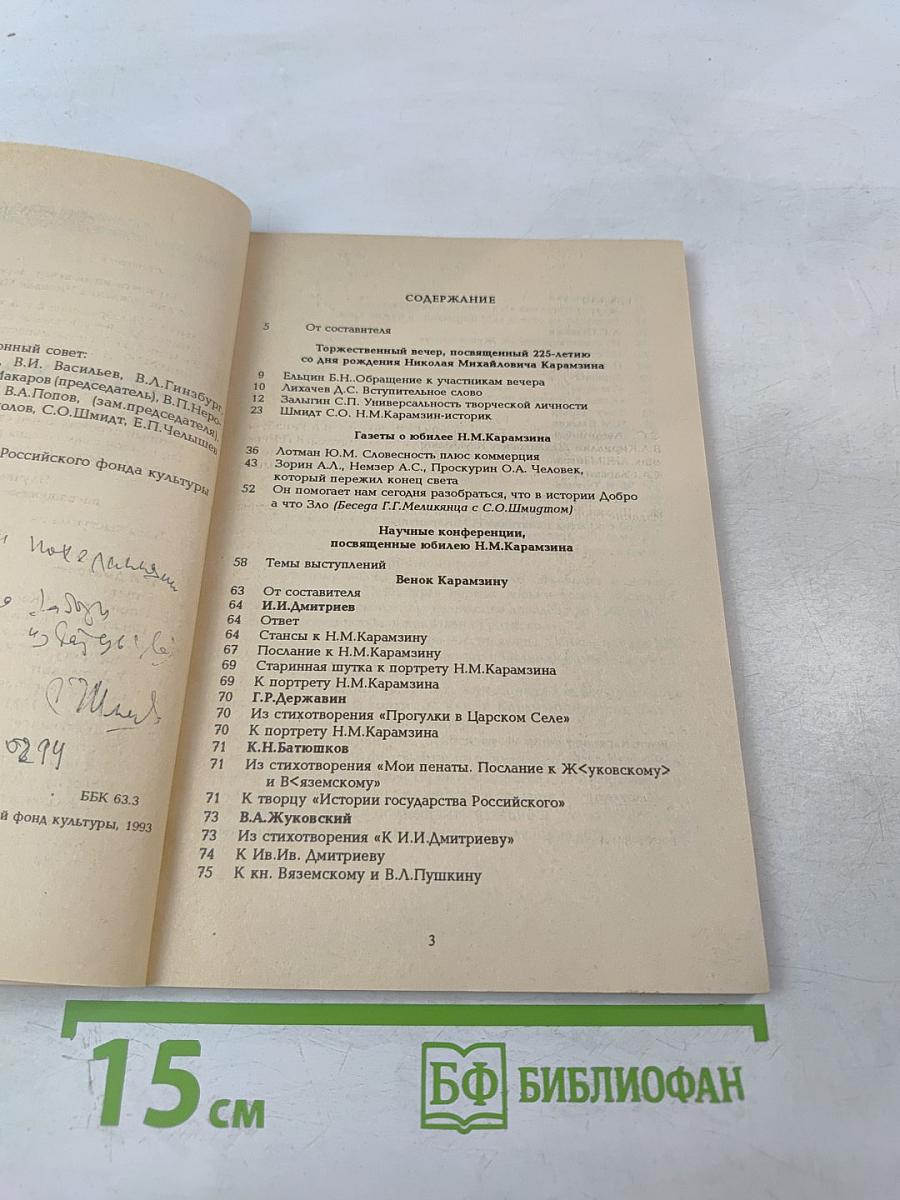 онный совет:
В.И. Васильев, В.Л.Гинзбург,
Макаров (председатель), В.П.Неро-
В.А.Попов, (зам.председателя),
С.О.Шмидт, Е.П.Челышев
Российского фонда культуры
0294
ББК 63.3
й фонд культуры, 1993
СОДЕРЖАНИЕ
5 От составителя
Торжественный вечер, посвященный 225-летию
со дня рождения Николая Михайловича Карамзина
9 Ельцин Б.Н..Обращение к участникам вечера
10 Лихачев Д.С. Вступительное слово
12 Залыгин С.П. Универсальность творческой личности
23 Шмидт С.О. Н.М.Карамзин-историк
Газеты о юбилее Н.М.Карамзина
36 Лотман Ю.М. Словесность плюс коммерция
43 Зорин А.Л., Немзер А.С., Проскурин О.А. Человек,
который пережил конец света
52 Он помогает нам сегодня разобраться, что в истории Добро
а что Зло (Беседа Г.Г.Меликянца с С.О.Шмидтом)
Научные конференции,
посвященные юбилею Н.М.Карамзина
58 Темы выступлений
Венок Карамзину
63 От составителя
64 И.И.Дмитриев
64 Ответ
64 Стансы к Н.М.Карамзину
67 Послание к Н.М.Карамзину
69 Старинная шутка к портрету Н.М.Карамзина
69 К портрету Н.М.Карамзина
70 Г.Р.Державин
70 Из стихотворения «Прогулки в Царском Селе»
70 К портрету Н.М.Карамзина
71 К.Н.Батюшков
71 Из стихотворения «Мои пенаты. Послание к Ж<уковскому>
и В<яземскому»
71 К творцу «Истории государства Российского»
73 В.А.Жуковский
73 Из стихотворения «К И.И.Дмитриеву»
74 К Ив.Ив. Дмитриеву
75 К кн. Вяземскому и В.Л.Пушкину
3
15 см
БФ БИБЛИОФАН